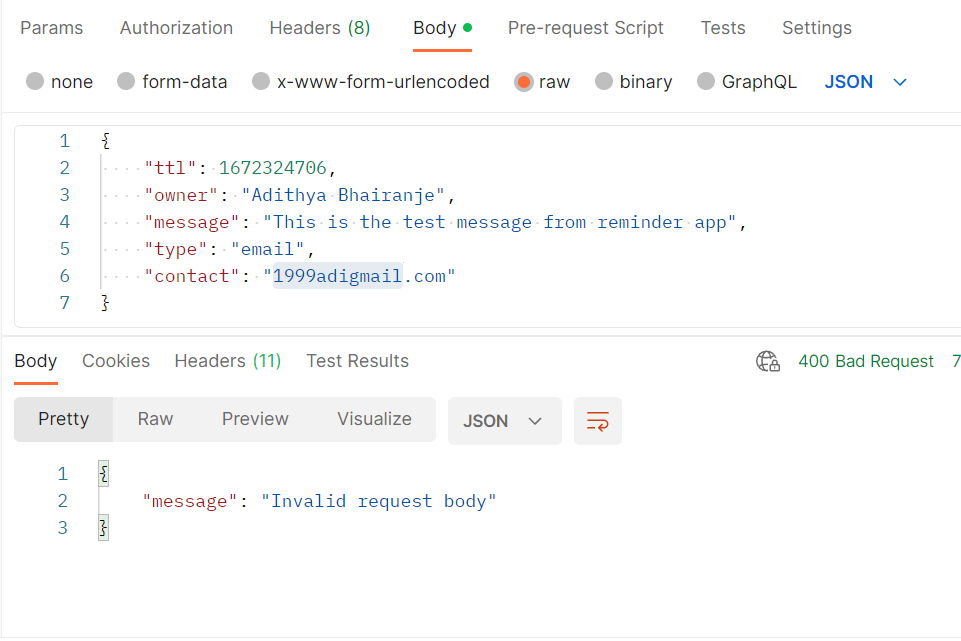 Params Authorization Headers (8) Body Pre-request Script Tests Settings
none form-data x-www-form-urlencoded raw binary GraphQL JSON
1 {
2 "ttl": 1672324706,
3 "owner": "Adithya Bhairanje",
4 "message": "This is the test message from reminder app",
5 "type": "email",
6 "contact": "1999adigmail.com"
7 }
Body Cookies Headers (11) Test Results 400 Bad Request 7
Pretty Raw Preview Visualize JSON
1 {
2 "message": "Invalid request body"
3 }